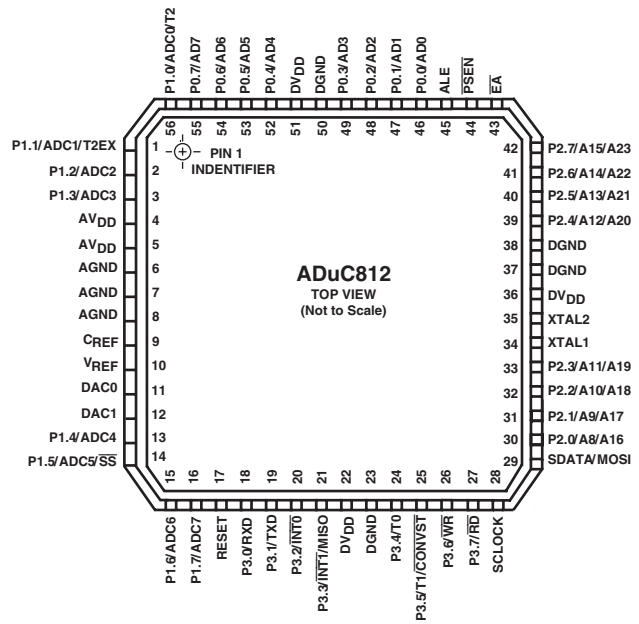 P1.0/ADC0/T2
P0.7/AD7
P0.6/AD6
P0.5/AD5
P0.4/AD4
DVDD
DGND
P0.3/AD3
P0.2/AD2
P0.1/AD1
P0.0/AD0
ALE
PSEN
EA
56 55 54 53 52 51 50 49 48 47 46 45 44 43
P1.1/ADC1/T2EX 1
P1.2/ADC2 2
P1.3/ADC3 3
AVDD 4
AVDD 5
AGND 6
AGND 7
AGND 8
CREF 9
VREF 10
DAC0 11
DAC1 12
P1.4/ADC4 13
P1.5/ADC5/SS 14
PIN 1
INDENTIFIER
ADuC812
TOP VIEW
(Not to Scale)
42 P2.7/A15/A23
41 P2.6/A14/A22
40 P2.5/A13/A21
39 P2.4/A12/A20
38 DGND
37 DGND
36 DVDD
35 XTAL2
34 XTAL1
33 P2.3/A11/A19
32 P2.2/A10/A18
31 P2.1/A9/A17
30 P2.0/A8/A16
29 SDATA/MOSI
15 16 17 18 19 20 21 22 23 24 25 26 27 28
P1.6/ADC6
P1.7/ADC7
RESET
P3.0/RXD
P3.1/TXD
P3.2/INT0
P3.3/INT1/MISO
DVDD
DGND
P3.4/T0
P3.5/T1/CONVST
P3.6/WR
P3.7/RD
SCLOCK